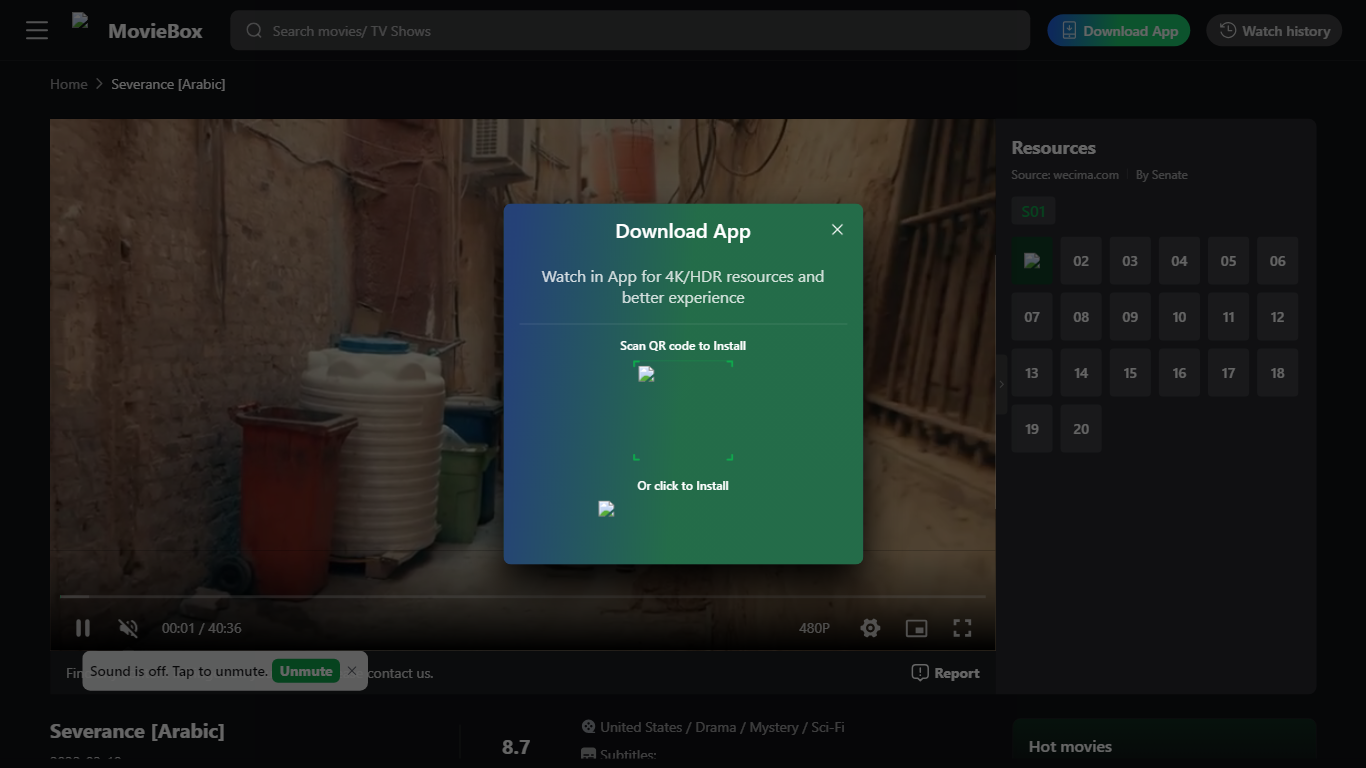 MovieBox
Search movies/ TV Shows
Download App
Watch history
Home
Severance [Arabic]
Resources
Source: wecima.com
By Senate
S01
02
03
04
05
06
07
08
09
10
11
12
13
14
15
16
17
18
19
20
Download App
Watch in App for 4K/HDR resources and
better experience
Scan QR code to Install
Or click to Install
00:01 / 40:36
480P
Sound is off. Tap to unmute.
Unmute
contact us.
Report
Severance [Arabic]
8.7
United States / Drama / Mystery / Sci-Fi
Subtitles:
Hot movies